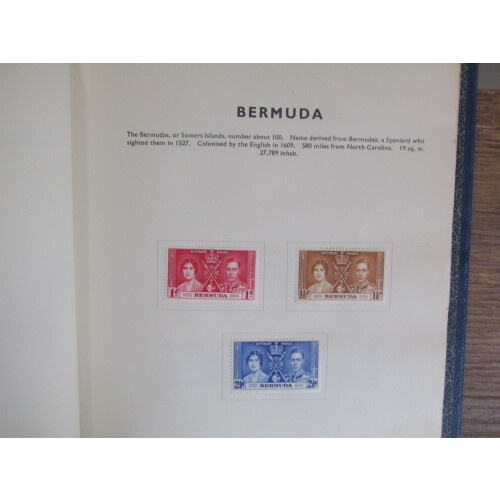 BERMUDA
The Bermudas, or Somers Islands, number about 100. Name derived from Bermudez, a Spaniard who
sighted them in 1527. Colonised by the English in 1609. 580 miles from North Carolina. 19 sq. m.
27,789 inhab.
1d 1d
BERMUDA
BERMUDA
BERMUDA